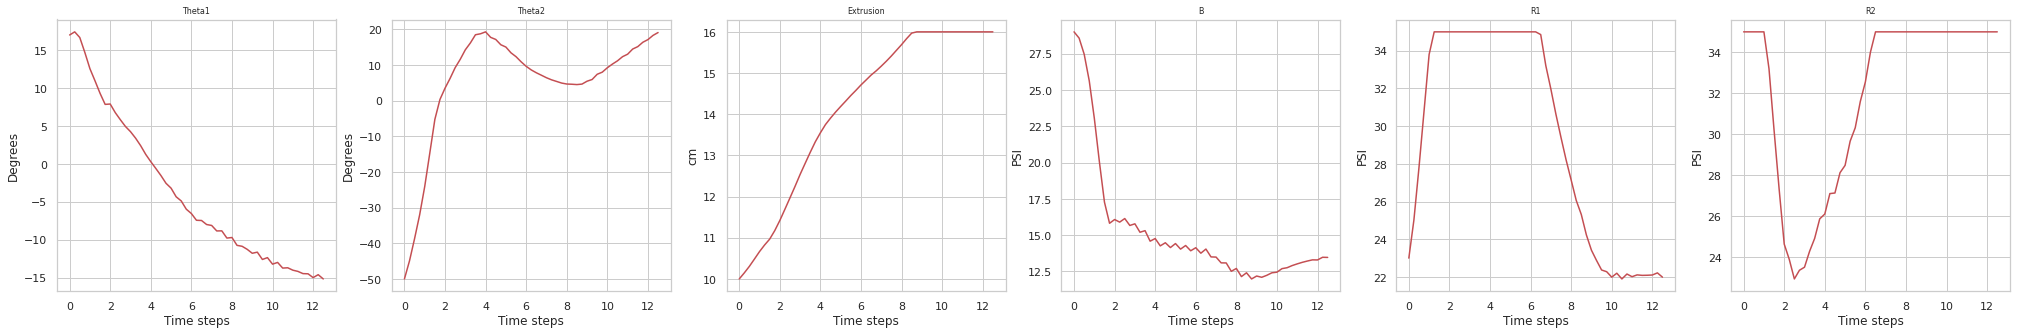 Theta1
Degrees
15
10
5
0
−5
−10
−15
0 2 4 6 8 10 12
Time steps
Theta2
Degrees
20
10
0
−10
−20
−30
−40
−50
0 2 4 6 8 10 12
Time steps
Extrusion
cm
16
15
14
13
12
11
10
0 2 4 6 8 10 12
Time steps
B
PSI
27.5
25.0
22.5
20.0
17.5
15.0
12.5
0 2 4 6 8 10 12
Time steps
R1
PSI
34
32
30
28
26
24
22
0 2 4 6 8 10 12
Time steps
R2
PSI
34
32
30
28
26
24
0 2 4 6 8 10 12
Time steps